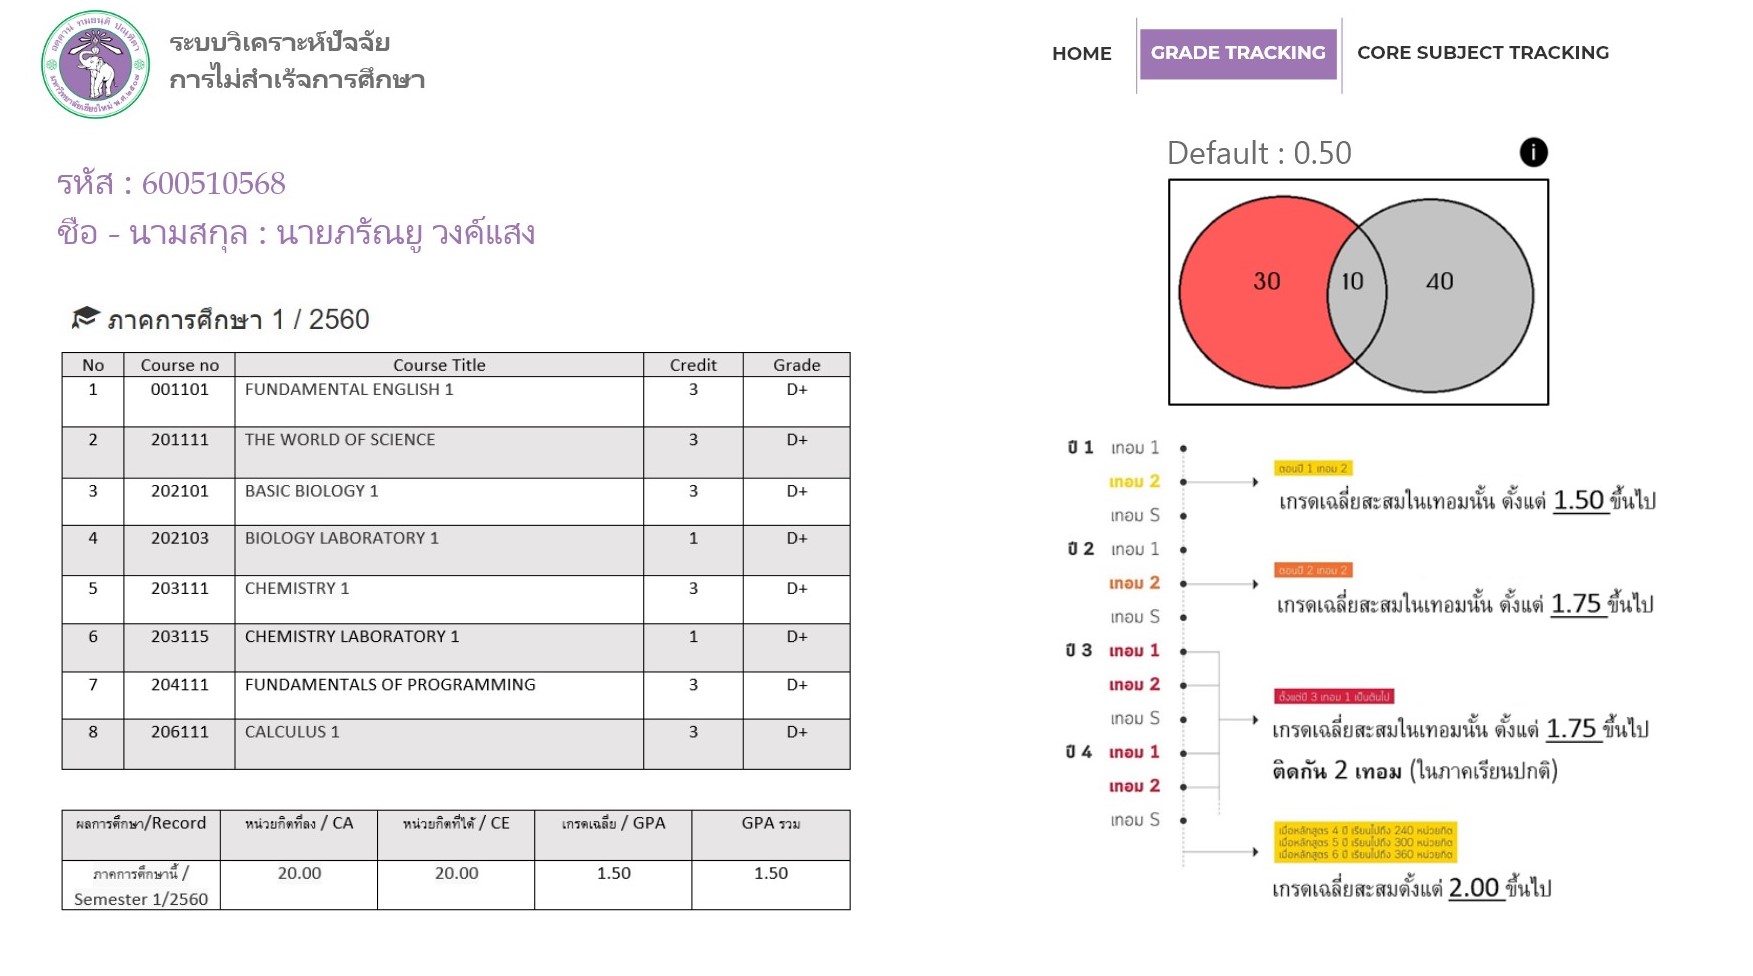 ระบบวิเคราะห์ปัจจัย
การไม่สำเร้จการศึกษา
HOME
GRADE TRACKING
CORE SUBJECT TRACKING
รหัส : 600510568
ชือ - นามสกุล : นายภรัณยู วงค์แสง
ภาคการศึกษา 1 / 2560
No Course no Course Title Credit Grade
1 001101 FUNDAMENTAL ENGLISH 1 3 D+
2 201111 THE WORLD OF SCIENCE 3 D+
3 202101 BASIC BIOLOGY 1 3 D+
4 202103 BIOLOGY LABORATORY 1 1 D+
5 203111 CHEMISTRY 1 3 D+
6 203115 CHEMISTRY LABORATORY 1 1 D+
7 204111 FUNDAMENTALS OF PROGRAMMING 3 D+
8 206111 CALCULUS 1 3 D+
ผลการศึกษา/Record หน่วยกิตที่ลง / CA หน่วยกิตที่ได้ / CE เกรดเฉลี่ย / GPA GPA รวม
ภาคการศึกษานี้ / 20.00 20.00 1.50 1.50
Semester 1/2560
Default : 0.50
i
30 10 40
ปี 1 เทอม 1
เทอม 2
เทอม S
ปี 2 เทอม 1
เทอม 2
เทอม S
ปี 3 เทอม 1
เทอม 2
เทอม S
ปี 4 เทอม 1
เทอม 2
เทอม S
ตอนปี 1 เทอม 2
เกรดเฉลี่ยสะสมในเทอมนั้น ตั้งแต่ 1.50 ขึ้นไป
ตอนปี 2 เทอม 2
เกรดเฉลี่ยสะสมในเทอมนั้น ตั้งแต่ 1.75 ขึ้นไป
ตั้งแต่ปี 3 เทอม 1 เป็นต้นไป
เกรดเฉลี่ยสะสมในเทอมนั้น ตั้งแต่ 1.75 ขึ้นไป
ติดกัน 2 เทอม (ในภาคเรียนปกติ)
เมื่อหลักสูตร 4 ปี เรียนไปถึง 240 หน่วยกิต
เมื่อหลักสูตร 5 ปี เรียนไปถึง 300 หน่วยกิต
เมื่อหลักสูตร 6 ปี เรียนไปถึง 360 หน่วยกิต
เกรดเฉลี่ยสะสมตั้งแต่ 2.00 ขึ้นไป